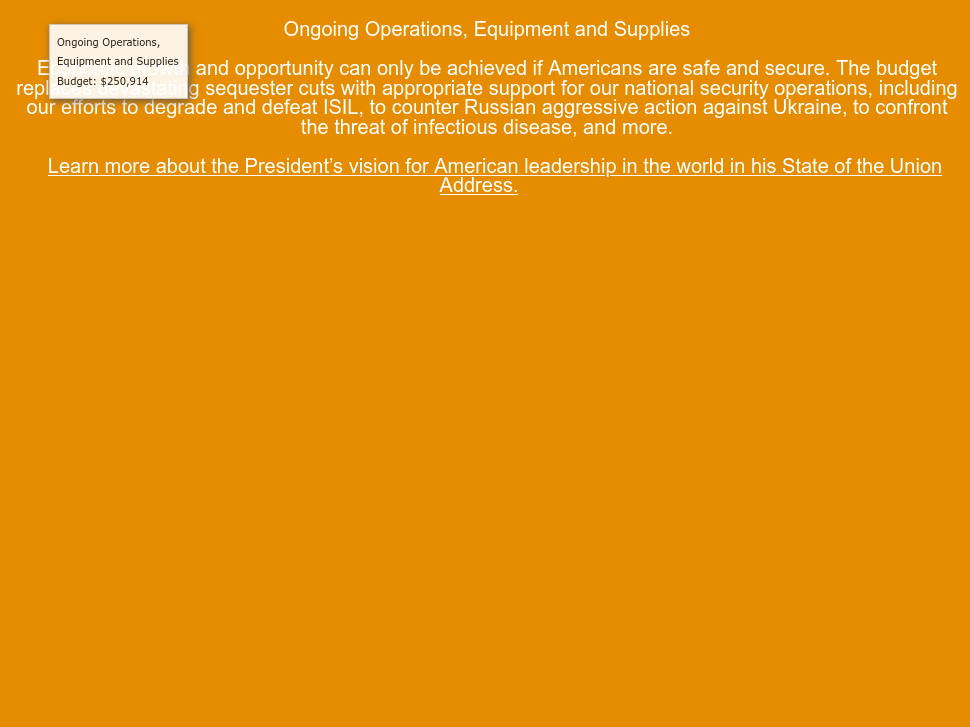 Ongoing Operations, Equipment and Supplies
Ongoing Operations,
Equipment and Supplies
Budget: $250,914
and opportunity can only be achieved if Americans are safe and secure. The budget
replaces devastating sequester cuts with appropriate support for our national security operations, including
our efforts to degrade and defeat ISIL, to counter Russian aggressive action against Ukraine, to confront
the threat of infectious disease, and more.
Learn more about the President’s vision for American leadership in the world in his State of the Union
Address.